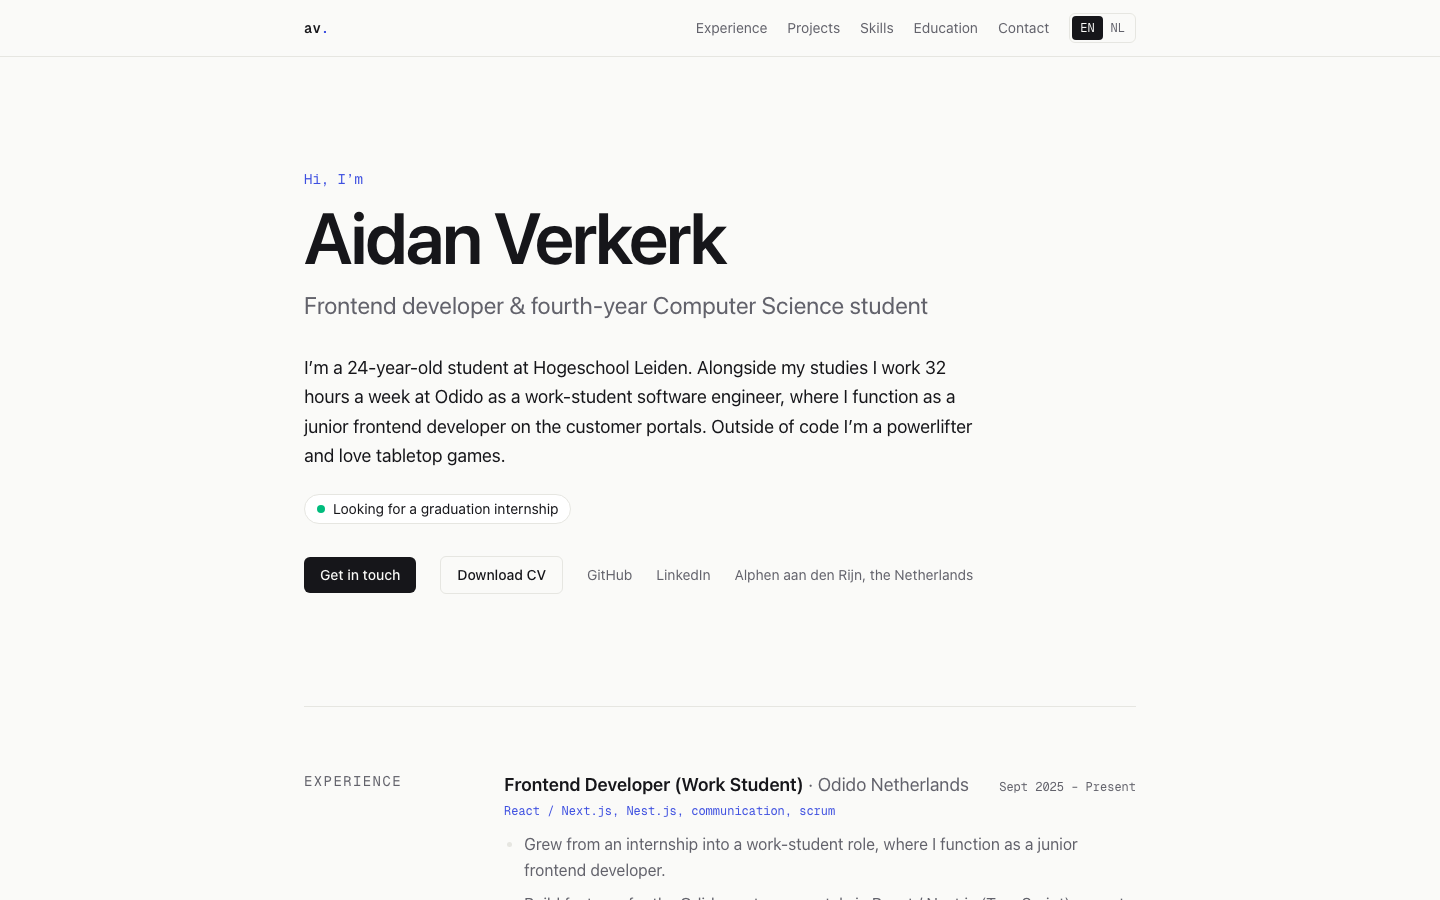 av.
Experience Projects Skills Education Contact EN NL
Hi, I'm
Aidan Verkerk
Frontend developer & fourth-year Computer Science student
I'm a 24-year-old student at Hogeschool Leiden. Alongside my studies I work 32
hours a week at Odido as a work-student software engineer, where I function as a
junior frontend developer on the customer portals. Outside of code I'm a powerlifter
and love tabletop games.
Looking for a graduation internship
Get in touch Download CV GitHub LinkedIn Alphen aan den Rijn, the Netherlands
EXPERIENCE
Frontend Developer (Work Student) · Odido Netherlands Sept 2025 – Present
React / Next.js, Nest.js, communication, scrum
Grew from an internship into a work-student role, where I function as a junior
frontend developer.